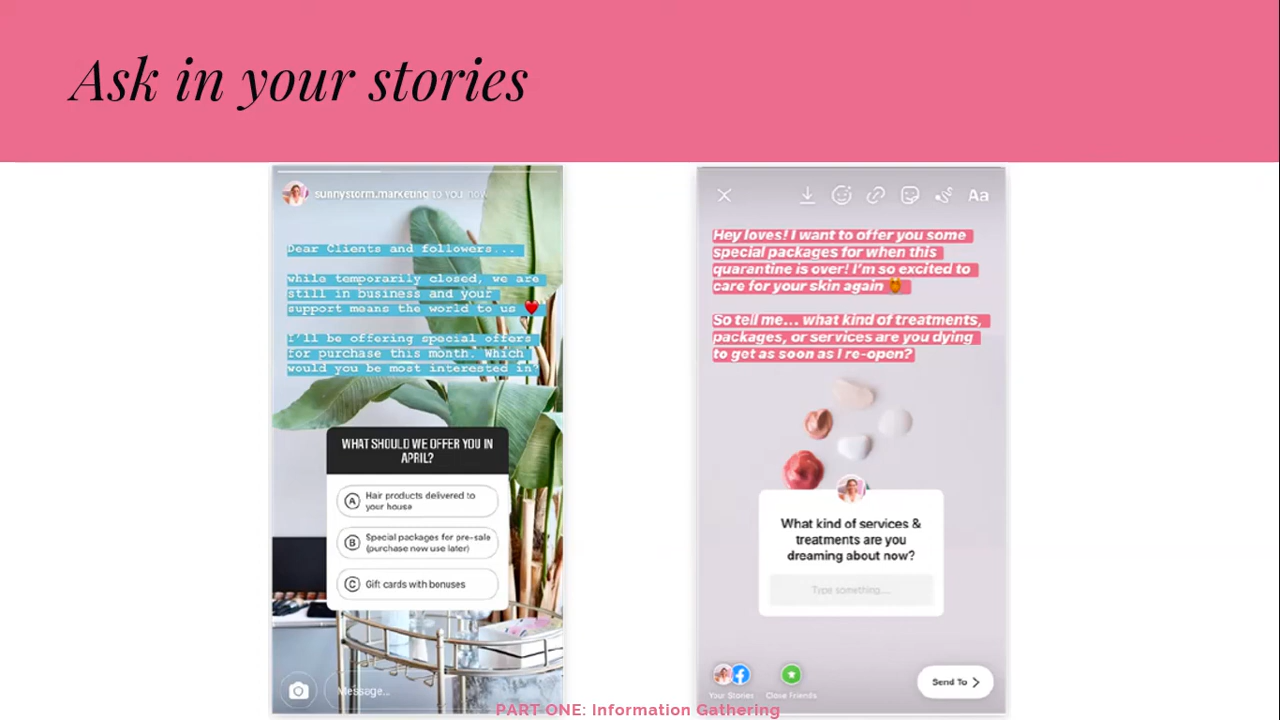 Ask in your stories
sunnystorm.marketing to you now
Dear Clients and followers...
while temporarily closed, we are
still in business and your
support means the world to us ❤️
I'll be offering special offers
for purchase this month. Which
would you be most interested in?
WHAT SHOULD WE OFFER YOU IN
APRIL?
A Hair products delivered to
your house
B Special packages for pre-sale
(purchase now use later)
C Gift cards with bonuses
Message...
Aa
Hey loves! I want to offer you some
special packages for when this
quarantine is over! I'm so excited to
care for your skin again
So tell me... what kind of treatments,
packages, or services are you dying
to get as soon as I re-open?
What kind of services &
treatments are you
dreaming about now?
Type something...
Your Stories
Close Friends
Send To
PART ONE: Information Gathering